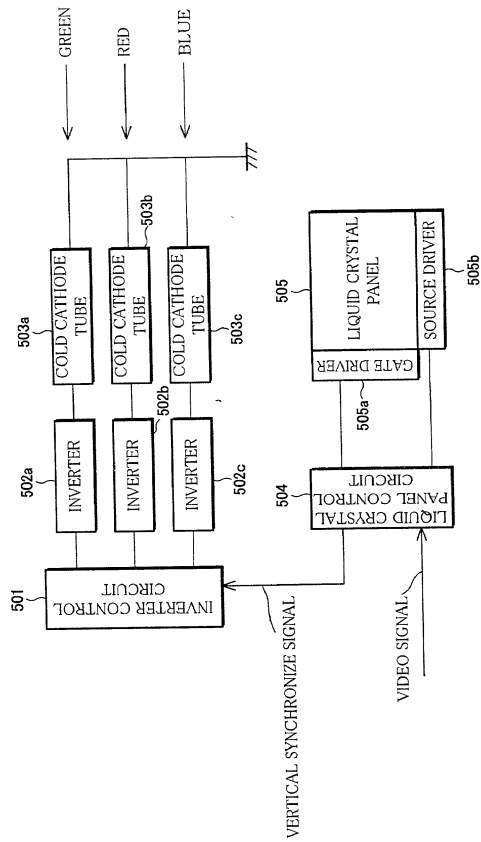 GREEN
RED
BLUE
503a
COLD CATHODE
TUBE
503b
COLD CATHODE
TUBE
COLD CATHODE
TUBE
503c
502a
INVERTER
502b
INVERTER
INVERTER
502c
501
INVERTER CONTROL
CIRCUIT
VERTICAL SYNCHRONIZE SIGNAL
505
LIQUID CRYSTAL
PANEL
SOURCE DRIVER
505b
GATE DRIVER
505a
504
LIQUID CRYSTAL
PANEL CONTROL
CIRCUIT
VIDEO SIGNAL